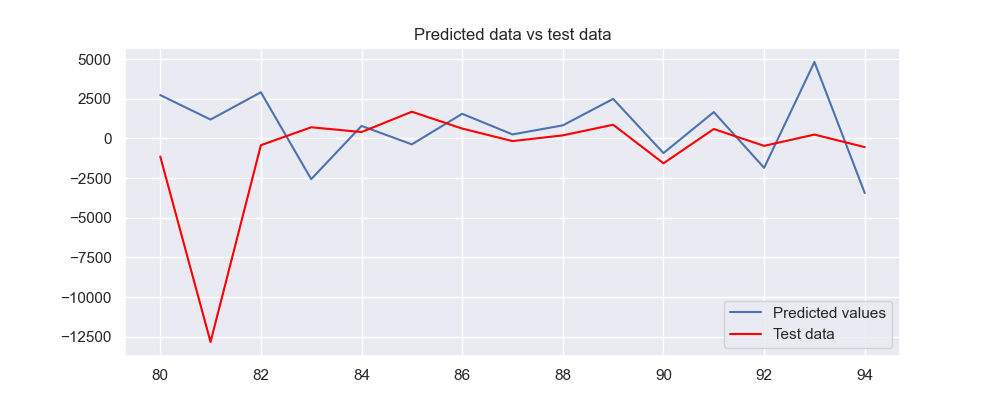 Predicted data vs test data
5000
2500
0
−2500
−5000
−7500
−10000
−12500
80 82 84 86 88 90 92 94
Predicted values
Test data